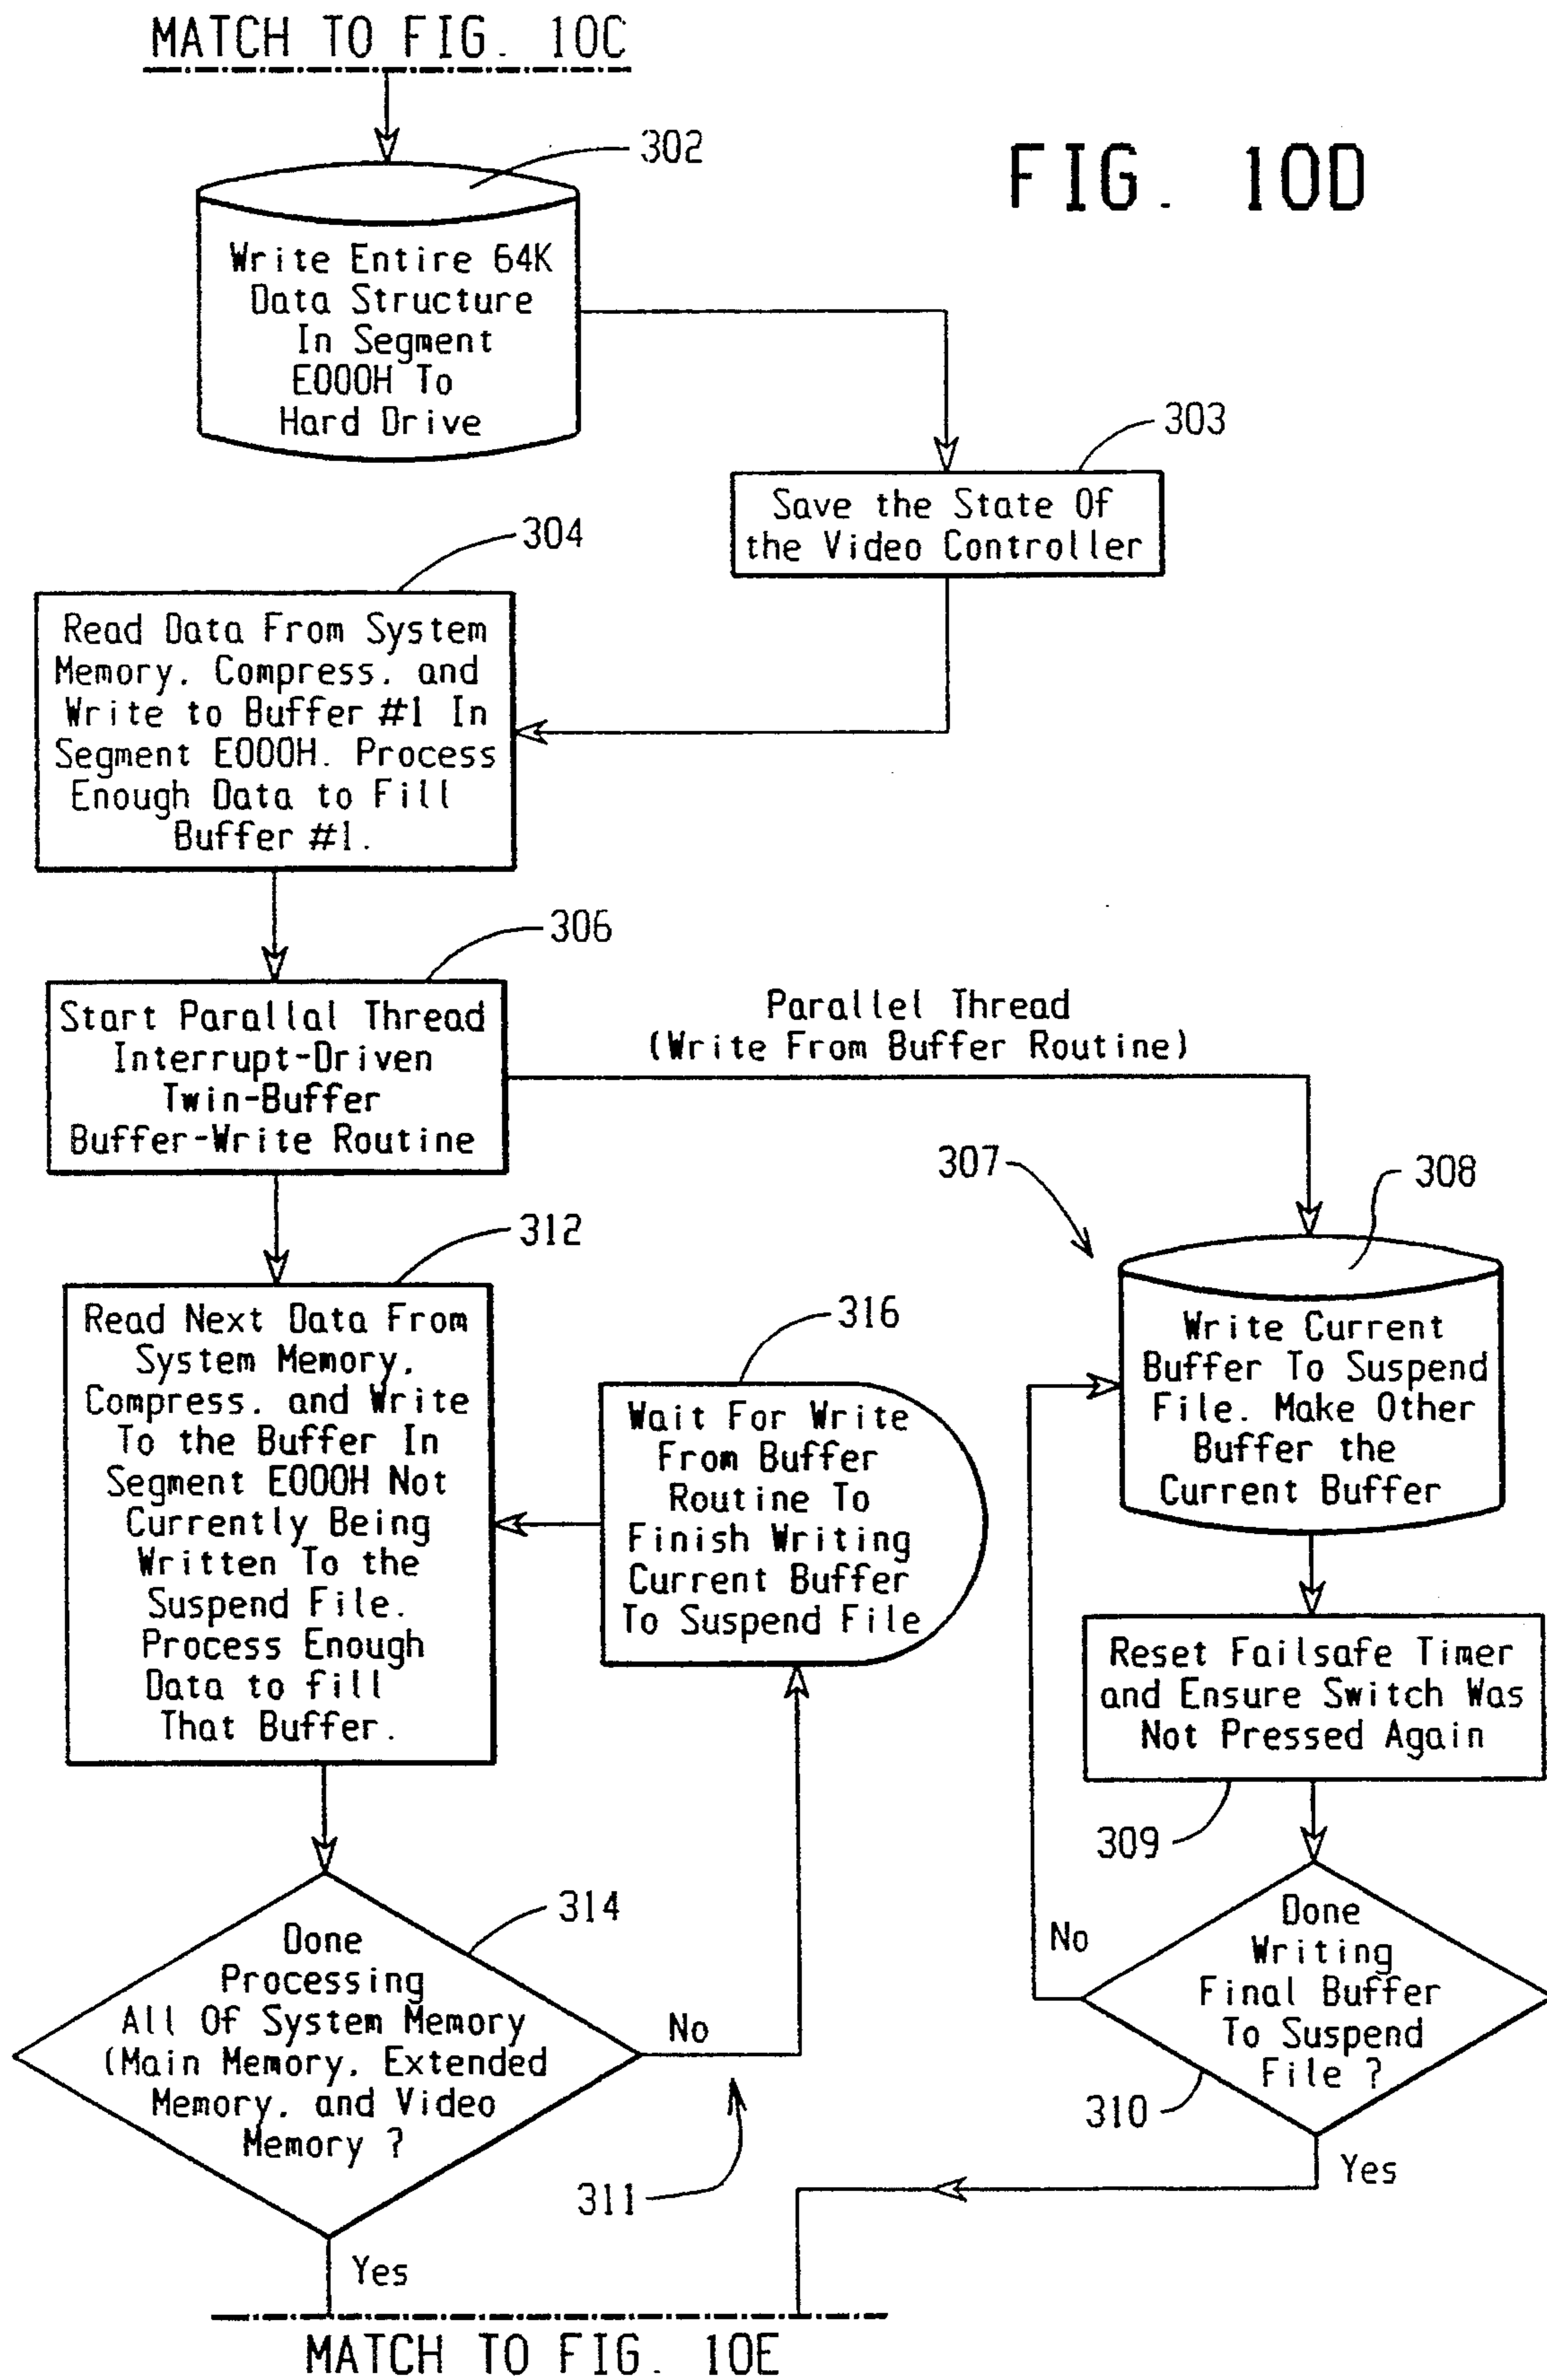 MATCH TO FIG. 10C
302
FIG. 10D
Write Entire 64K
Data Structure
In Segment
E000H To
Hard Drive
303
Save the State Of
the Video Controller
304
Read Data From System
Memory. Compress. and
Write to Buffer #1 In
Segment E000H. Process
Enough Data to Fill
Buffer #1.
306
Start Parallal Thread
Interrupt-Driven
Twin-Buffer
Buffer-Write Routine
Parallel Thread
(Write From Buffer Routine)
307
308
312
Read Next Data From
System Memory.
Compress. and Write
To the Buffer In
Segment E000H Not
Currently Being
Written To the
Suspend File.
Process Enough
Data to fill
That Buffer.
316
Wait For Write
From Buffer
Routine To
Finish Writing
Current Buffer
To Suspend File
Write Current
Buffer To Suspend
File. Make Other
Buffer the
Current Buffer
Reset Failsafe Timer
and Ensure Switch Was
Not Pressed Again
309
314
Done
Processing
All Of System Memory
(Main Memory. Extended
Memory. and Video
Memory ?
No
311
Yes
No
Done
Writing
Final Buffer
To Suspend
File ?
310
Yes
MATCH TO FIG. 10E